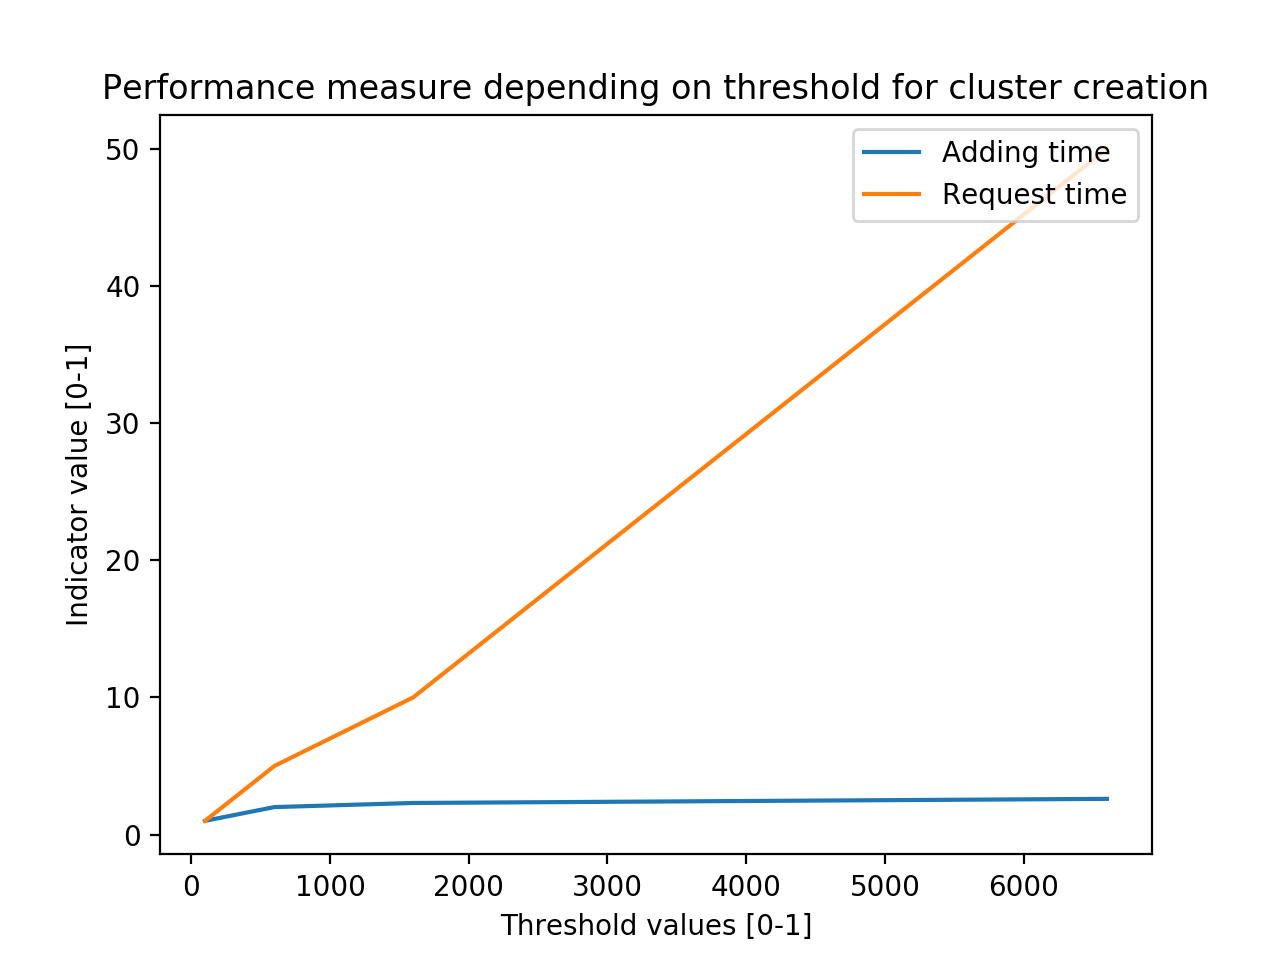 Performance measure depending on threshold for cluster creation
50
40
30
20
10
0
Indicator value [0-1]
Adding time
Request time
0 1000 2000 3000 4000 5000 6000
Threshold values [0-1]